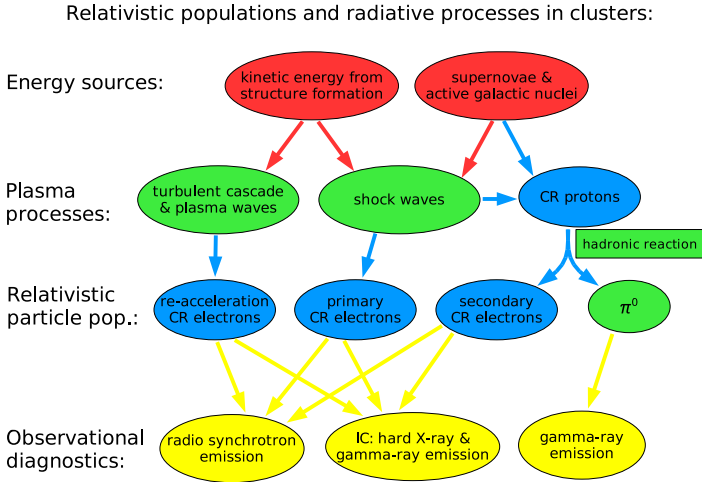 Relativistic populations and radiative processes in clusters:
Energy sources:
kinetic energy from
structure formation
supernovae &
active galactic nuclei
Plasma
processes:
turbulent cascade
& plasma waves
shock waves
CR protons
hadronic reaction
Relativistic
particle pop.:
re-acceleration
CR electrons
primary
CR electrons
secondary
CR electrons
π⁰
Observational
diagnostics:
radio synchrotron
emission
IC: hard X-ray &
gamma-ray emission
gamma-ray
emission